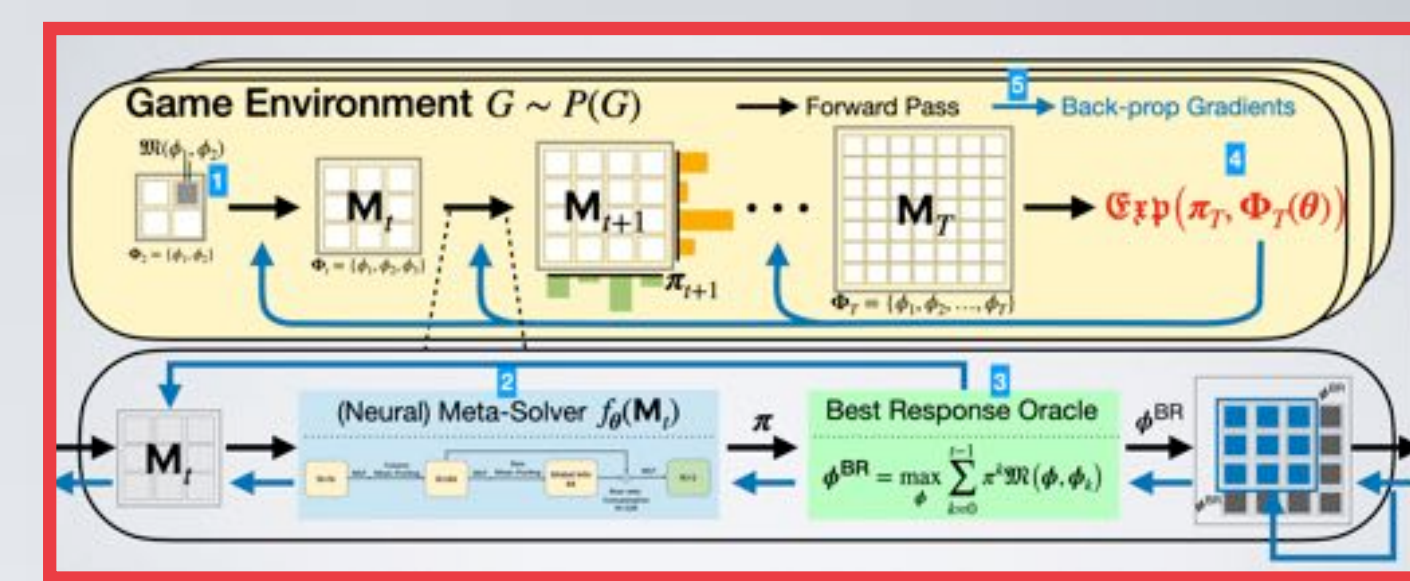 Game Environment G ~ P(G)
Forward Pass
5
Back-prop Gradients
𝔐(ϕ₁, ϕ₂)
1
4
M_t
M_{t+1}
...
M_T
𝔈𝔵𝔭(π_T, Φ_T(θ))
Φ₂ = {ϕ₁, ϕ₂}
Φ_t = {ϕ₁, ϕ₂, ϕ₃}
π_{t+1}
Φ_T = {ϕ₁, ϕ₂, ..., ϕ_T}
2
3
(Neural) Meta-Solver f_θ(M_t)
π
Best Response Oracle
ϕ^BR
ϕ^BR
M_t
ϕ^BR = max_ϕ ∑_{k=0}^{t−1} π^k 𝔐(ϕ, ϕ_k)
ϕ^BR